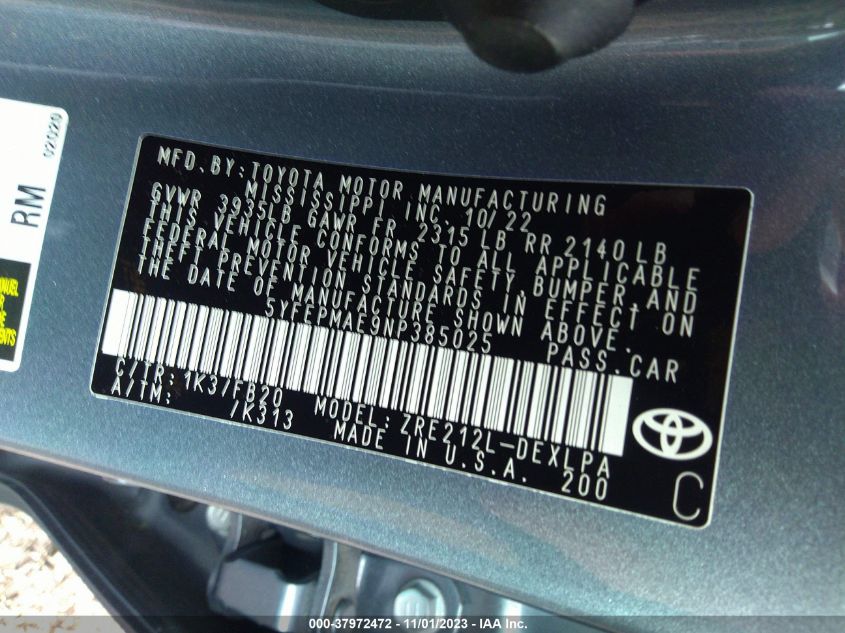 020220
RM
MFD. BY: TOYOTA MOTOR MANUFACTURING
MISSISSIPPI INC. 10/22
GVWR 3935LB GAWR FR 2315 LB RR 2140 LB
THIS VEHICLE CONFORMS TO ALL APPLICABLE
FEDERAL MOTOR VEHICLE SAFETY, BUMPER, AND
THEFT PREVENTION STANDARDS IN EFFECT ON
THE DATE OF MANUFACTURE SHOWN ABOVE.
5YFEPMAE9NP385025 PASS.CAR
C/TR: 1K3/FB20 MODEL: ZRE212L-DEXLPA
A/TM: /K313 MADE IN U.S.A. 200
C
000-37972472 — 11/01/2023 — IAA Inc.